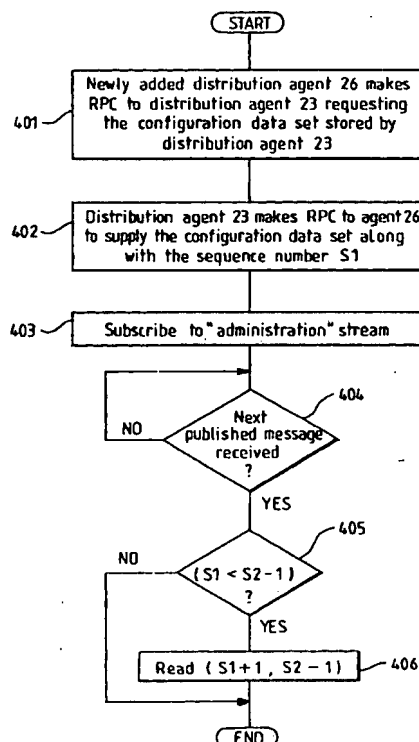 START
401
Newly added distribution agent 26 makes
RPC to distribution agent 23 requesting
the configuration data set stored by
distribution agent 23
402
Distribution agent 23 makes RPC to agent 26
to supply the configuration data set along
with the sequence number S1
403
Subscribe to "administration" stream
404
Next
published message
received
?
NO
YES
405
(S1 < S2-1)
?
NO
YES
406
Read (S1+1, S2-1)
END